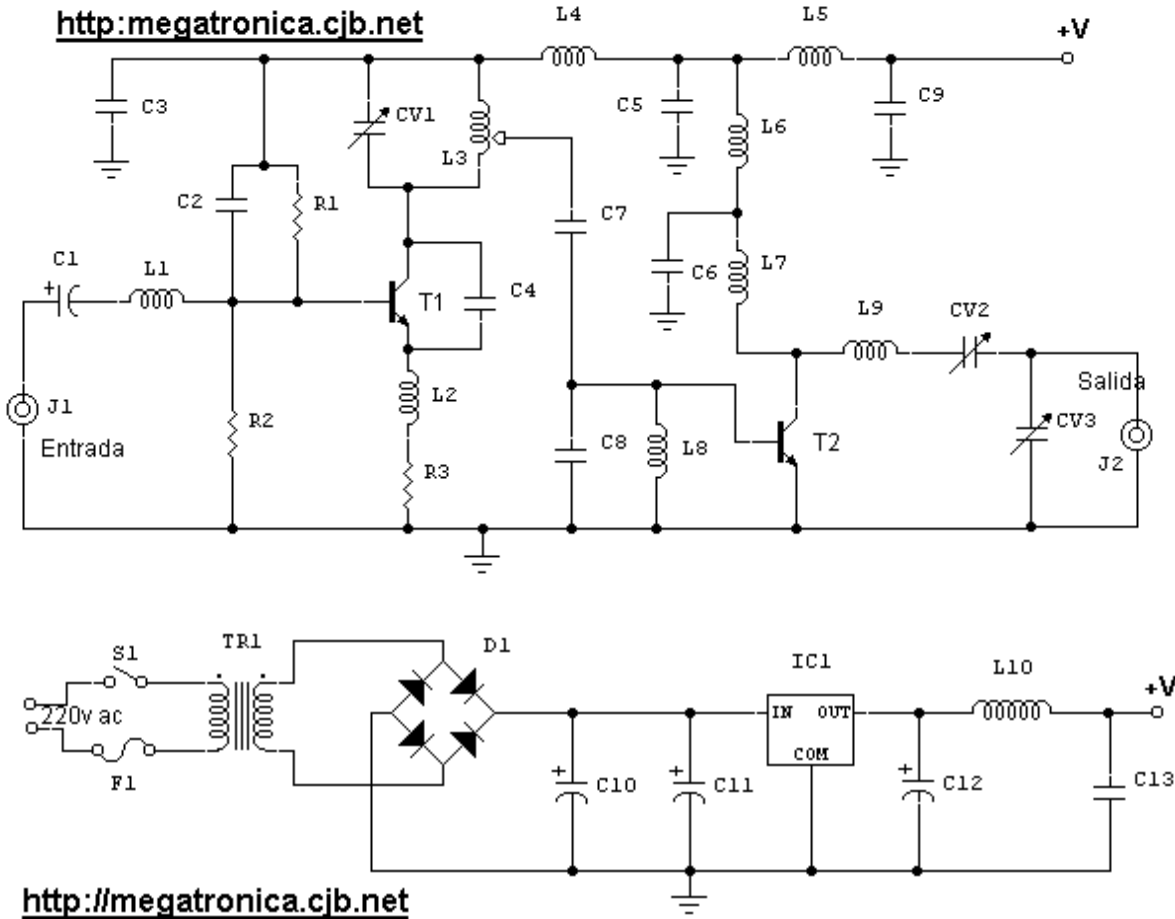 http:megatronica.cjb.net
L4
L5
+V
C3
CV1
L3
C5
L6
C9
C2
R1
C7
C1
+
L1
T1
C4
C6
L7
L9
CV2
J1
Entrada
R2
L2
R3
C8
L8
T2
Salida
CV3
J2
S1
TR1
D1
IC1
L10
+V
220v ac
IN OUT
COM
F1
+
C10
+
C11
+
C12
C13
http://megatronica.cjb.net